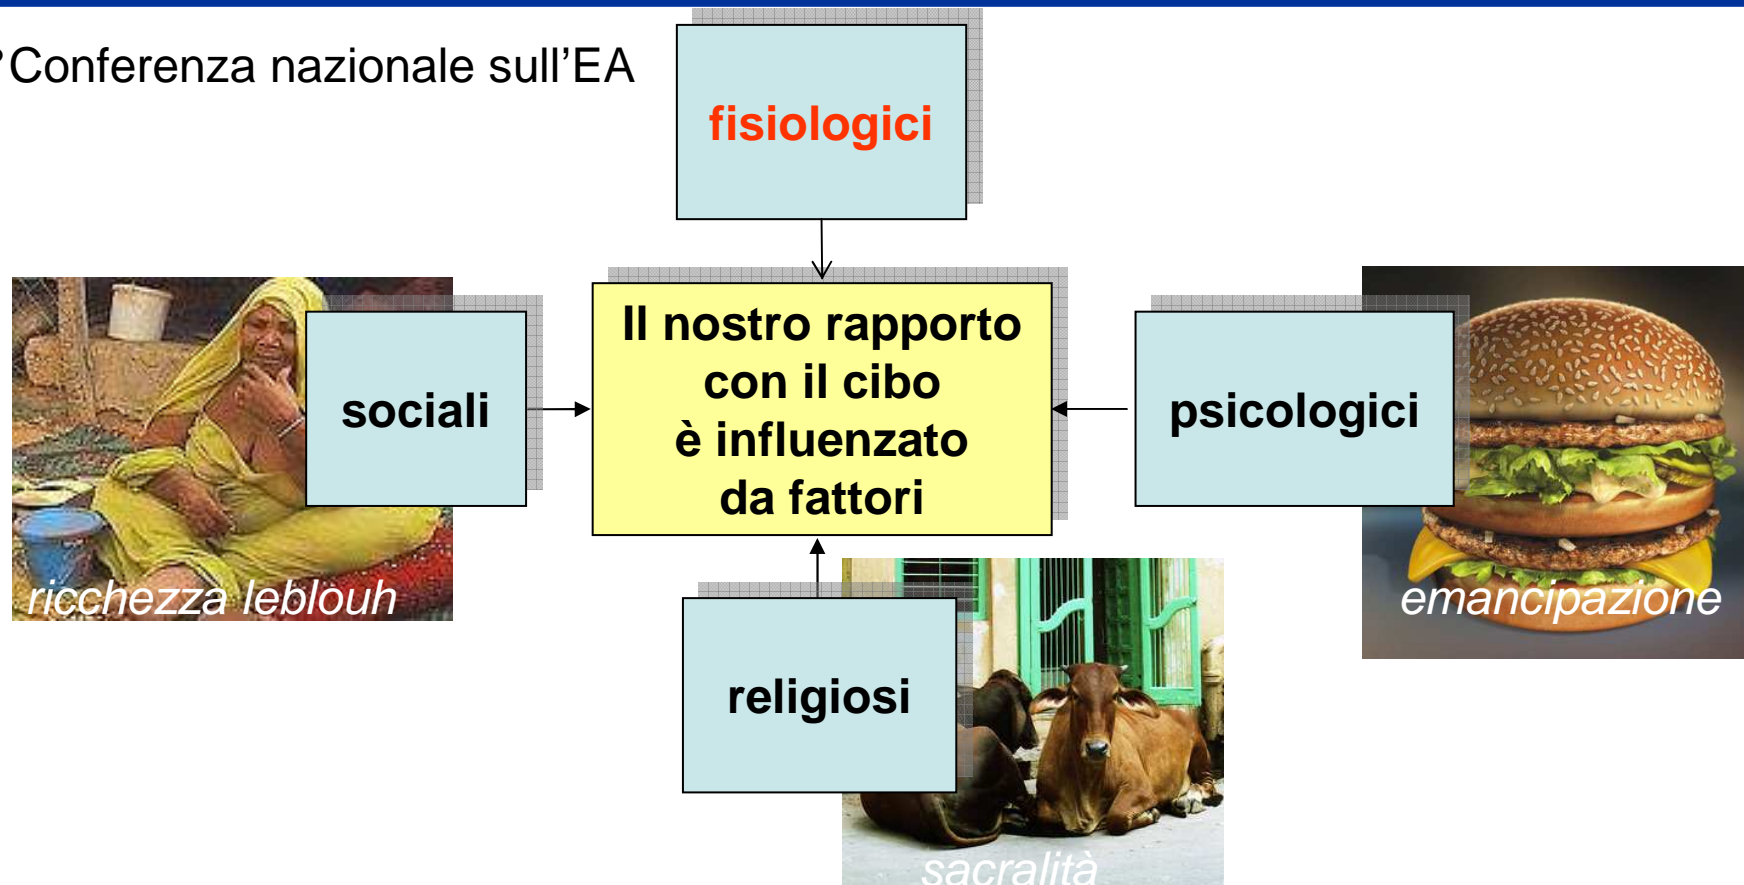 °Conferenza nazionale sull’EA
fisiologici
Il nostro rapporto
con il cibo
è influenzato
da fattori
sociali
psicologici
ricchezza leblouh
emancipazione
religiosi
sacralità